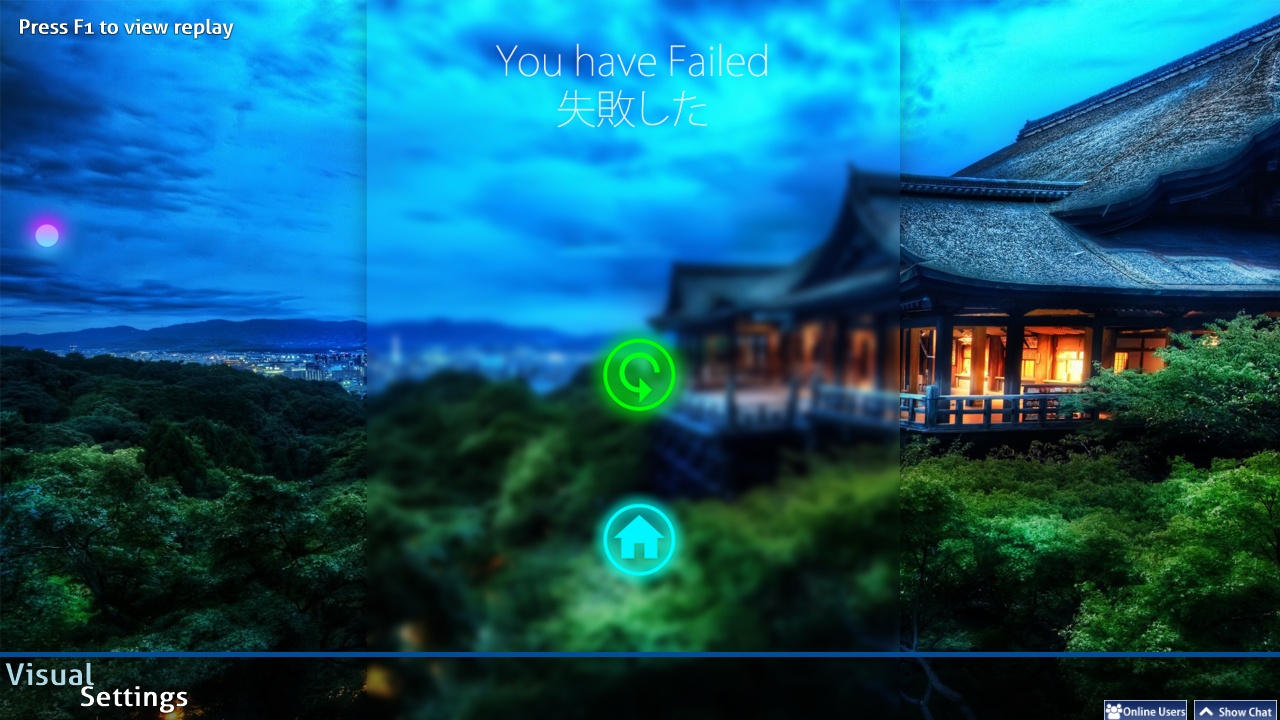 Press F1 to view replay
You have Failed
失敗した
Visual
Settings
Online Users
Show Chat